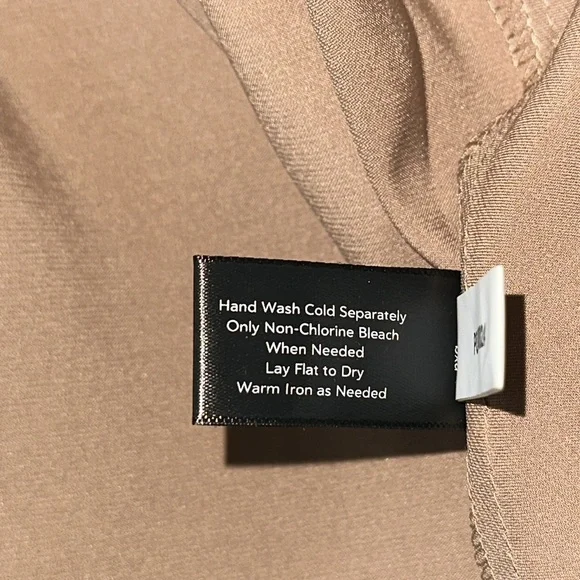 Hand Wash Cold Separately
Only Non-Chlorine Bleach
When Needed
Lay Flat to Dry
Warm Iron as Needed